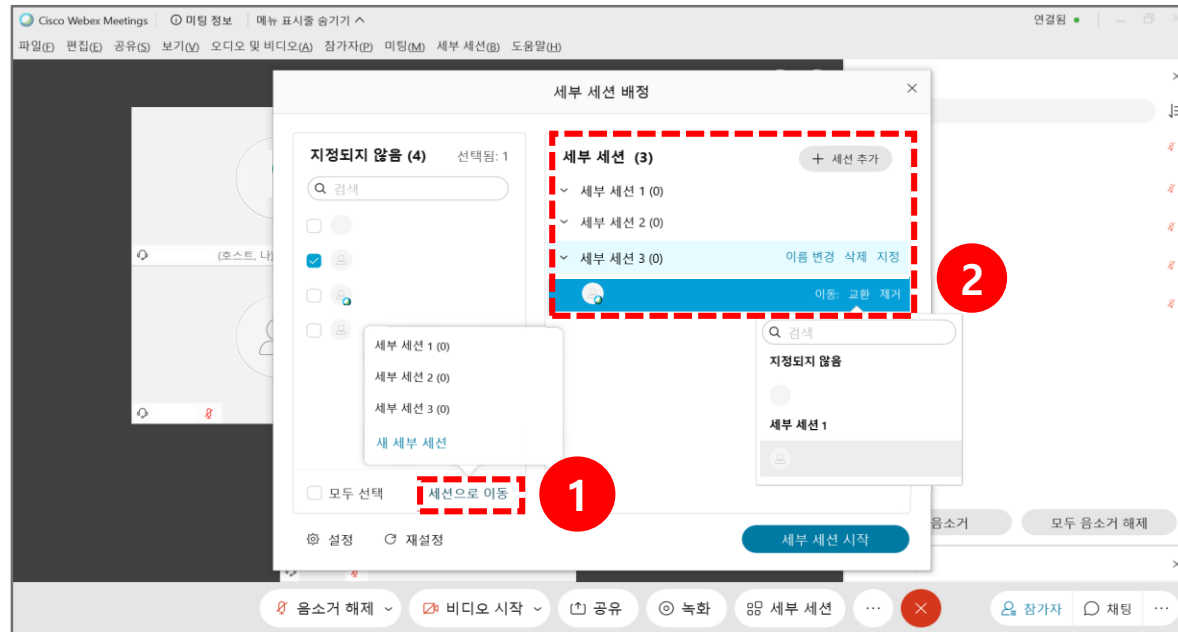 Cisco Webex Meetings 미팅 정보 메뉴 표시줄 숨기기 연결됨
파일(F) 편집(E) 공유(S) 보기(V) 오디오 및 비디오(A) 참가자(P) 미팅(M) 세부 세션(B) 도움말(H)
세부 세션 배정
지정되지 않음 (4) 선택됨: 1
검색
세부 세션 (3) + 세션 추가
세부 세션 1 (0)
세부 세션 2 (0)
세부 세션 3 (0) 이름 변경 삭제 지정
이동: 교환 제거
2
(호스트, 나)
세부 세션 1 (0)
세부 세션 2 (0)
세부 세션 3 (0)
새 세부 세션
검색
지정되지 않음
세부 세션 1
모두 선택 세션으로 이동
1
설정 재설정
세부 세션 시작
음소거 모두 음소거 해제
음소거 해제 비디오 시작 공유 녹화 세부 세션 ... 참가자 채팅 ...